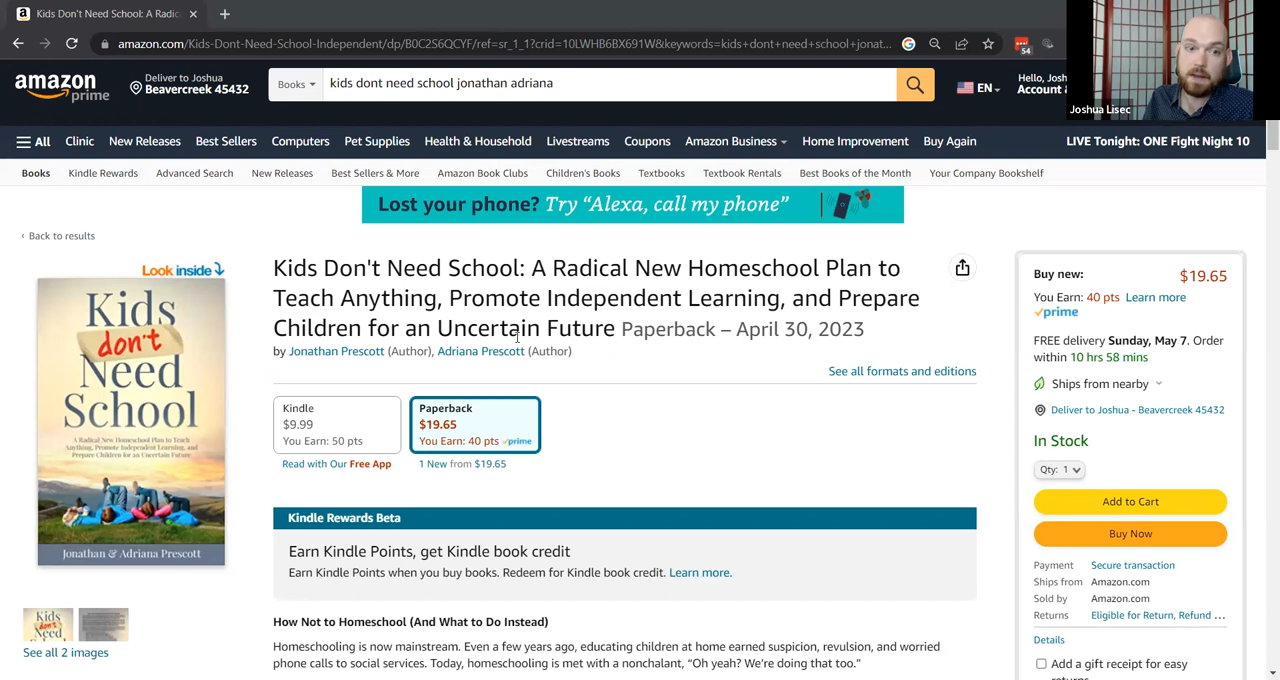 Kids Don't Need School: A Radic
amazon.com/Kids-Dont-Need-School-Independent/dp/B0C2S6QCYF/ref=sr_1_1?crid=10LWHB6BX691W&keywords=kids+dont+need+school+jonat...
54
Joshua Lisec
amazon
prime
Deliver to Joshua
Beavercreek 45432
Books
kids dont need school jonathan adriana
EN
Hello, Josh
Account &
All Clinic New Releases Best Sellers Computers Pet Supplies Health & Household Livestreams Coupons Amazon Business Home Improvement Buy Again LIVE Tonight: ONE Fight Night 10
Books Kindle Rewards Advanced Search New Releases Best Sellers & More Amazon Book Clubs Children's Books Textbooks Textbook Rentals Best Books of the Month Your Company Bookshelf
Lost your phone? Try “Alexa, call my phone”
‹ Back to results
Look inside
Kids
don't
Need
School
A Radical New Homeschool Plan to Teach
Anything, Promote Independent Learning, and
Prepare Children for an Uncertain Future
Jonathan & Adriana Prescott
Kids
don't
Need
See all 2 images
Kids Don't Need School: A Radical New Homeschool Plan to
Teach Anything, Promote Independent Learning, and Prepare
Children for an Uncertain Future Paperback – April 30, 2023
by Jonathan Prescott (Author), Adriana Prescott (Author)
See all formats and editions
Kindle
$9.99
You Earn: 50 pts
Read with Our Free App
Paperback
$19.65
You Earn: 40 pts prime
1 New from $19.65
Kindle Rewards Beta
Earn Kindle Points, get Kindle book credit
Earn Kindle Points when you buy books. Redeem for Kindle book credit. Learn more.
How Not to Homeschool (And What to Do Instead)
Homeschooling is now mainstream. Even a few years ago, educating children at home earned suspicion, revulsion, and worried
phone calls to social services. Today, homeschooling is met with a nonchalant, “Oh yeah? We’re doing that too.”
Buy new: $19.65
You Earn: 40 pts Learn more
prime
FREE delivery Sunday, May 7. Order
within 10 hrs 58 mins
Ships from nearby
Deliver to Joshua - Beavercreek 45432
In Stock
Qty: 1
Add to Cart
Buy Now
Payment Secure transaction
Ships from Amazon.com
Sold by Amazon.com
Returns Eligible for Return, Refund ...
Details
Add a gift receipt for easy
returns